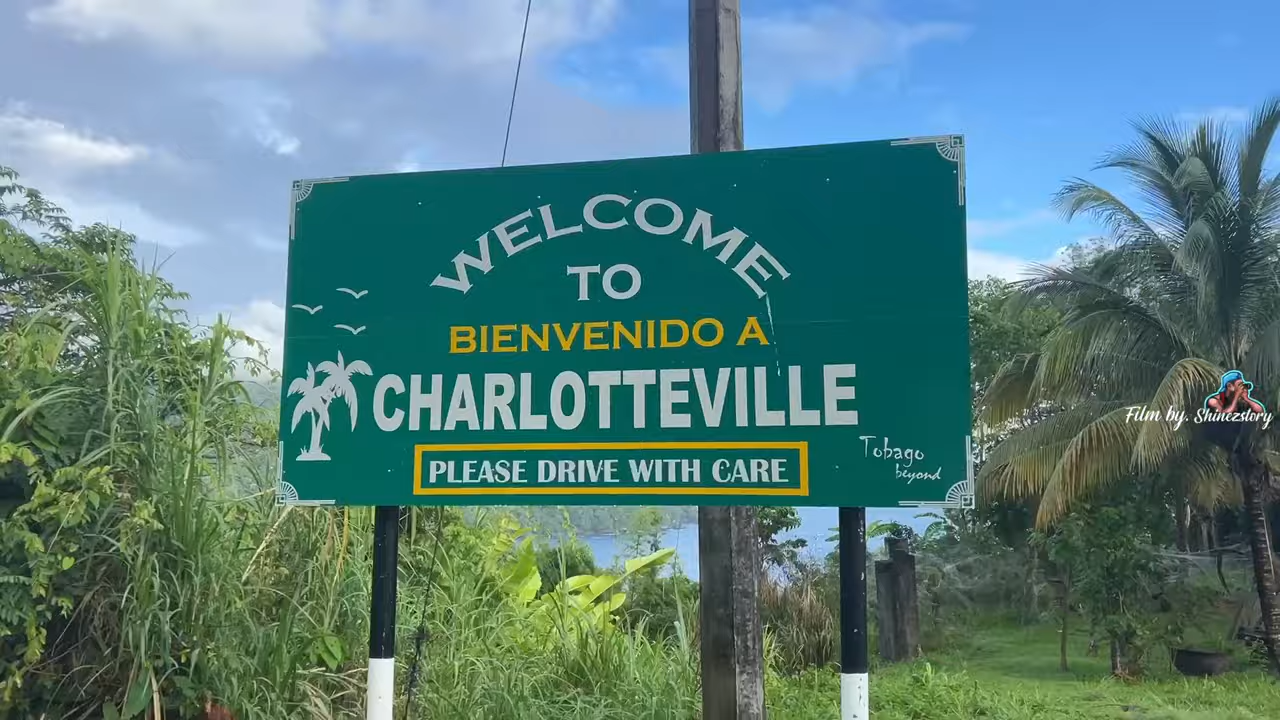 WELCOME
TO
BIENVENIDO A
CHARLOTTEVILLE
PLEASE DRIVE WITH CARE
Tobago
beyond
Film by. Shinezstory